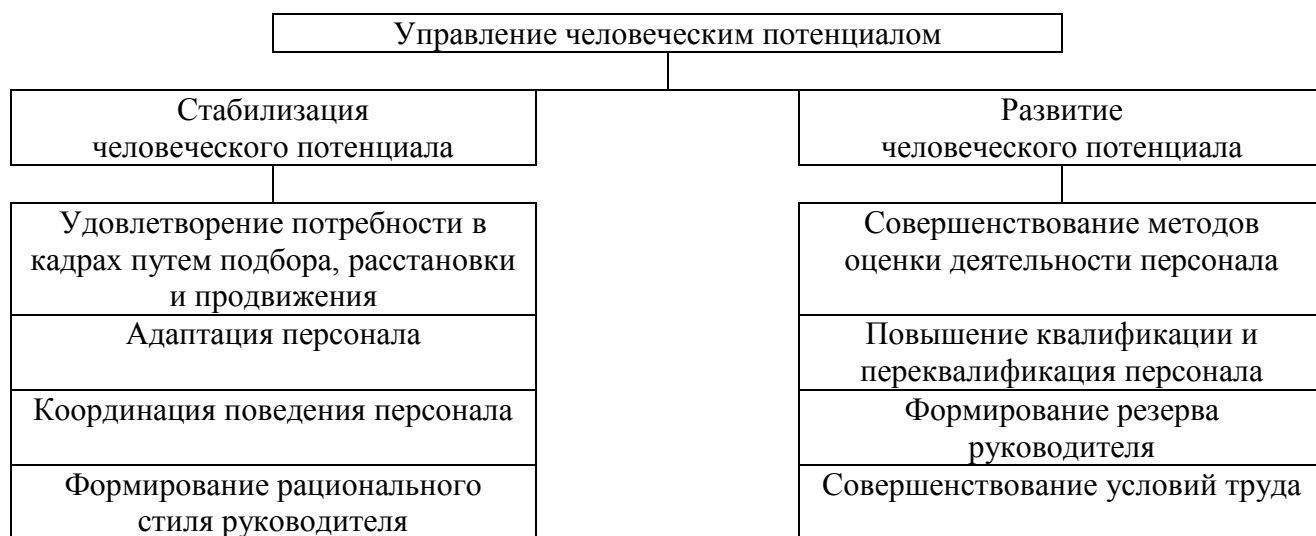 Управление человеческим потенциалом
Стабилизация
человеческого потенциала
Удовлетворение потребности в
кадрах путем подбора, расстановки
и продвижения
Адаптация персонала
Координация поведения персонала
Формирование рационального
стиля руководителя
Развитие
человеческого потенциала
Совершенствование методов
оценки деятельности персонала
Повышение квалификации и
переквалификация персонала
Формирование резерва
руководителя
Совершенствование условий труда